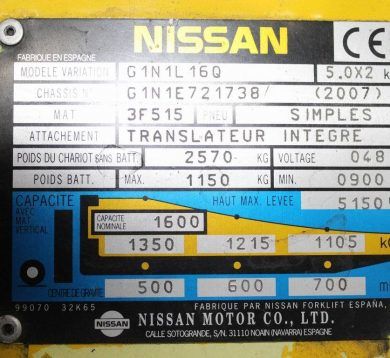 NISSAN CE
FABRIQUE EN ESPAGNE
MODELE VARIATION G1N1L16Q 5.0X2 k
CHASSIS N° G1N1E721738 (2007)
MAT 3F515 PNEU SIMPLES
ATTACHEMENT TRANSLATEUR INTEGRE
POIDS DU CHARIOT SANS BATT. 2570 KG VOLTAGE 048
POIDS BATT. MAX. 1150 KG MIN. 0900
CAPACITE HAUT MAX. LEVEE 5150
AVEC MAT VERTICAL
CAPACITE NOMINALE 1600
1350 1215 1105 K
CENTRE DE GRAVITE 500 600 700 m
99070 32K65 FABRIQUE PAR NISSAN FORKLIFT ESPAÑA,
NISSAN NISSAN MOTOR CO., LTD.
CALLE SOTOGRANDE, S/N. 31110 NOAIN (NAVARRA) ESPAGNE